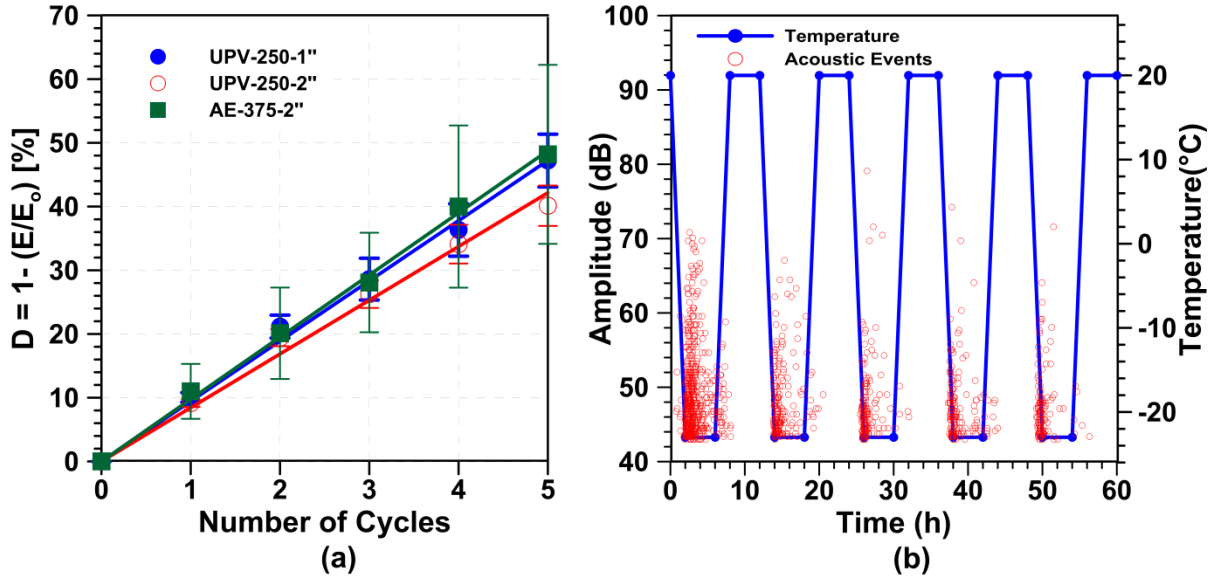 70
60
50
40
30
20
10
0
D = 1 - (E/Eₒ) [%]
UPV-250-1"
UPV-250-2"
AE-375-2"
0 1 2 3 4 5
Number of Cycles
(a)
100
90
80
70
60
50
40
Amplitude (dB)
Temperature
Acoustic Events
20
10
0
-10
-20
Temperature(°C)
0 10 20 30 40 50 60
Time (h)
(b)